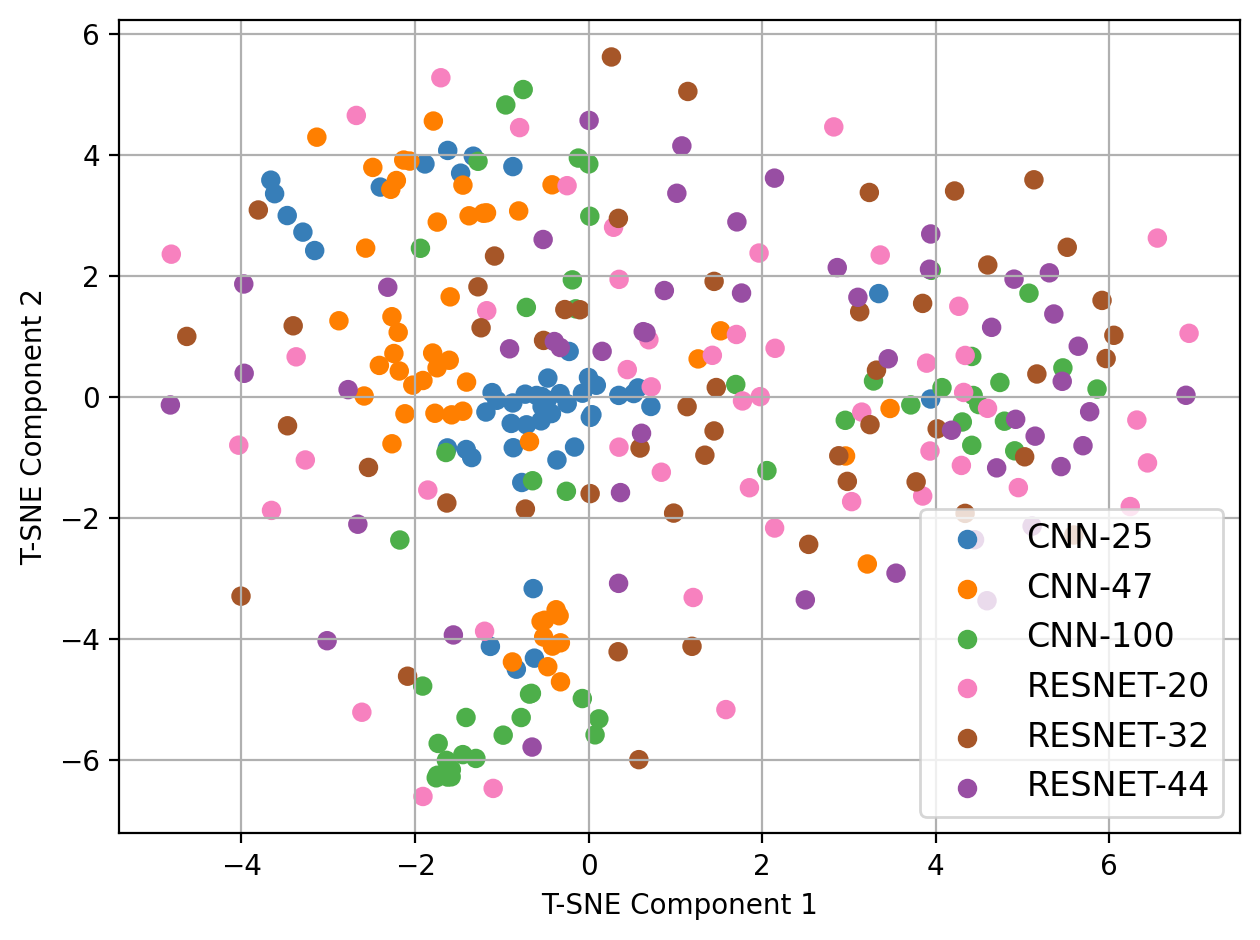 6
4
2
0
−2
−4
−6
T-SNE Component 2
−4
−2
0
2
4
6
T-SNE Component 1
CNN-25
CNN-47
CNN-100
RESNET-20
RESNET-32
RESNET-44